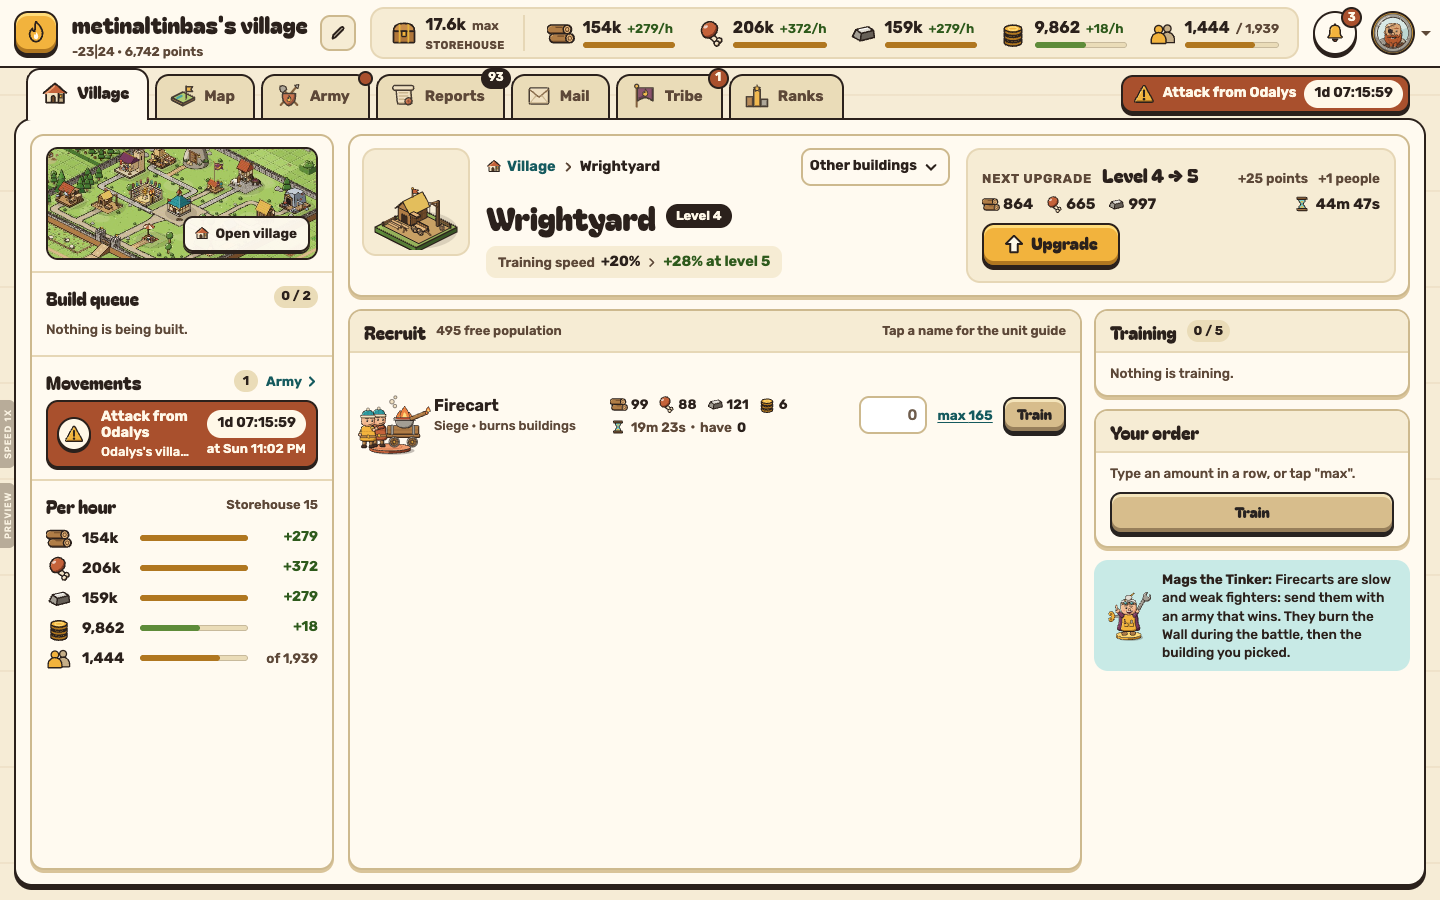 metinaltinbas's village
-23|24 • 6,742 points
17.6k max
STOREHOUSE
154k +279/h
206k +372/h
159k +279/h
9,862 +18/h
1,444 / 1,939
3
Village
Map
Army
Reports
93
Mail
Tribe
1
Ranks
Attack from Odalys 1d 07:15:59
Open village
Build queue 0 / 2
Nothing is being built.
Movements 1 Army
Attack from
Odalys
Odalys's villa...
1d 07:15:59
at Sun 11:02 PM
Per hour Storehouse 15
154k +279
206k +372
159k +279
9,862 +18
1,444 of 1,939
SPEED 1X
PREVIEW
Village > Wrightyard
Other buildings
Wrightyard Level 4
Training speed +20% > +28% at level 5
NEXT UPGRADE Level 4 → 5 +25 points +1 people
864 665 997 44m 47s
Upgrade
Recruit 495 free population Tap a name for the unit guide
Firecart
Siege • burns buildings
99 88 121 6
19m 23s • have 0
0 max 165 Train
Training 0 / 5
Nothing is training.
Your order
Type an amount in a row, or tap "max".
Train
Mags the Tinker: Firecarts are slow
and weak fighters: send them with
an army that wins. They burn the
Wall during the battle, then the
building you picked.